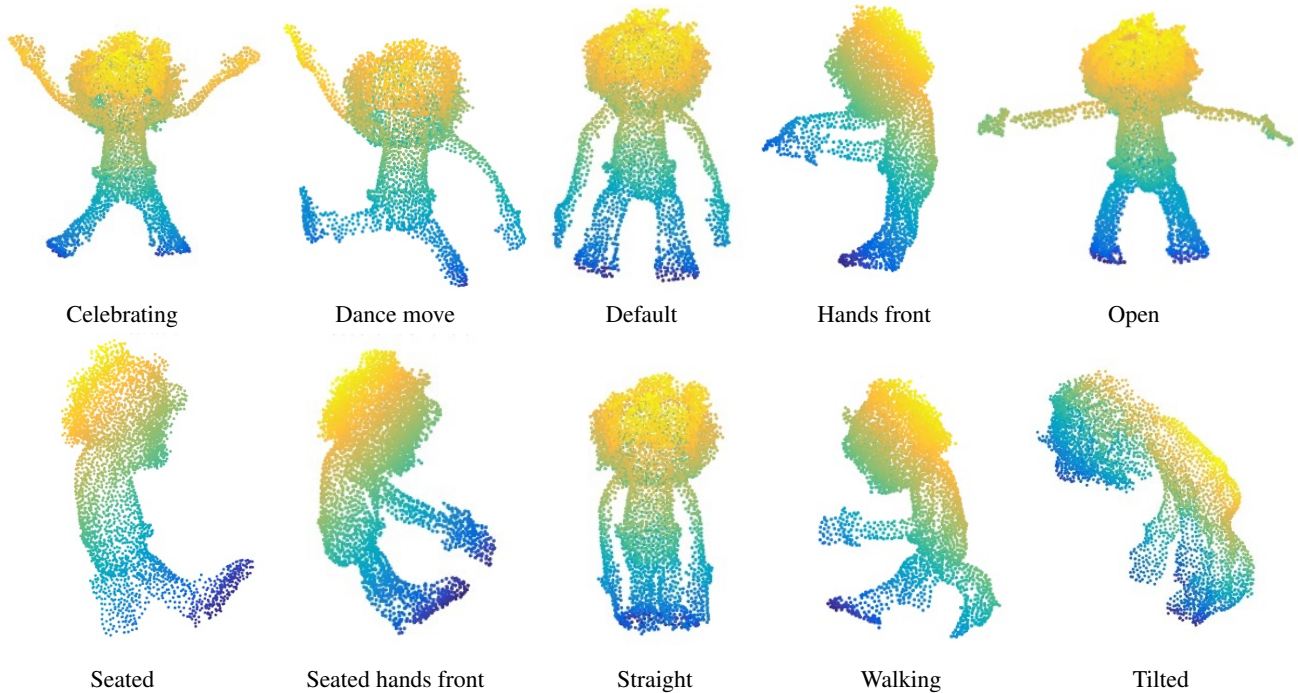 Celebrating
Dance move
Default
Hands front
Open
Seated
Seated hands front
Straight
Walking
Tilted